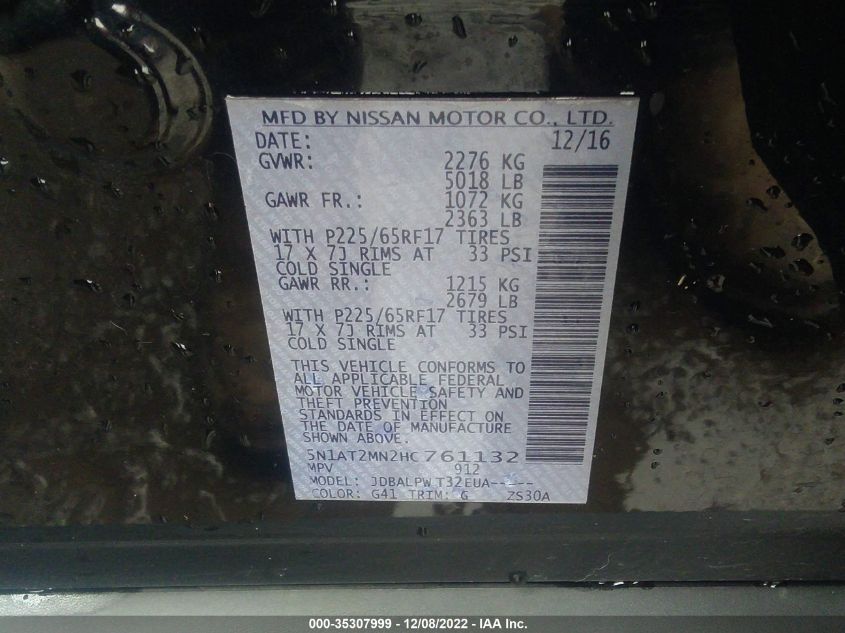 MFD BY NISSAN MOTOR CO., LTD.
DATE: 12/16
GVWR: 2276 KG
5018 LB
GAWR FR.: 1072 KG
2363 LB
WITH P225/65RF17 TIRES
17 X 7J RIMS AT 33 PSI
COLD SINGLE
GAWR RR.: 1215 KG
2679 LB
WITH P225/65RF17 TIRES
17 X 7J RIMS AT 33 PSI
COLD SINGLE
THIS VEHICLE CONFORMS TO
ALL APPLICABLE FEDERAL
MOTOR VEHICLE SAFETY AND
THEFT PREVENTION
STANDARDS IN EFFECT ON
THE DATE OF MANUFACTURE
SHOWN ABOVE.
5N1AT2MN2HC761132
MPV 912
MODEL: JDBALPW T32EUA-----
COLOR: G41 TRIM: G ZS30A
000-35307999 - 12/08/2022 - IAA Inc.